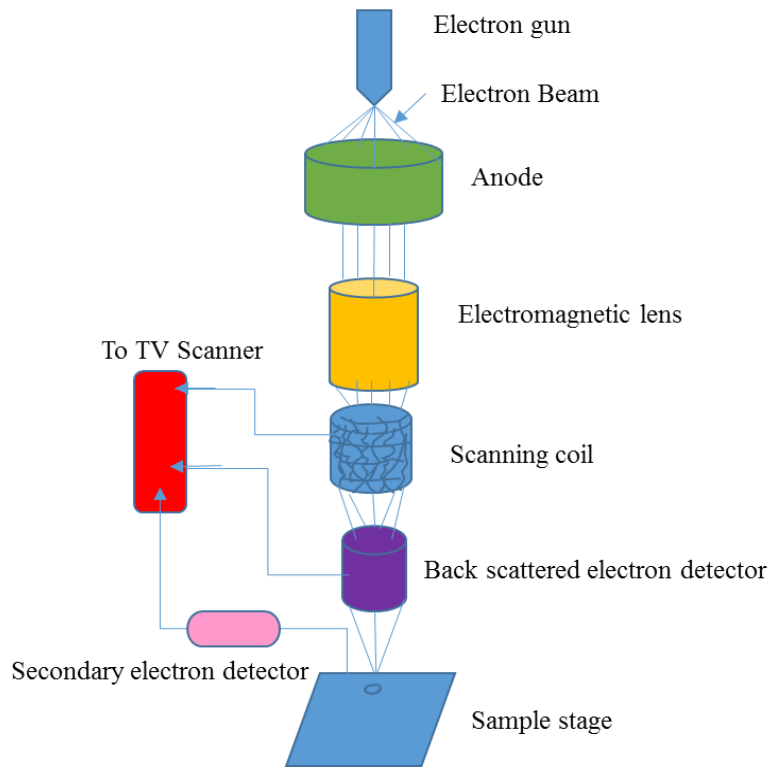 Electron gun
Electron Beam
Anode
Electromagnetic lens
To TV Scanner
Scanning coil
Back scattered electron detector
Secondary electron detector
Sample stage